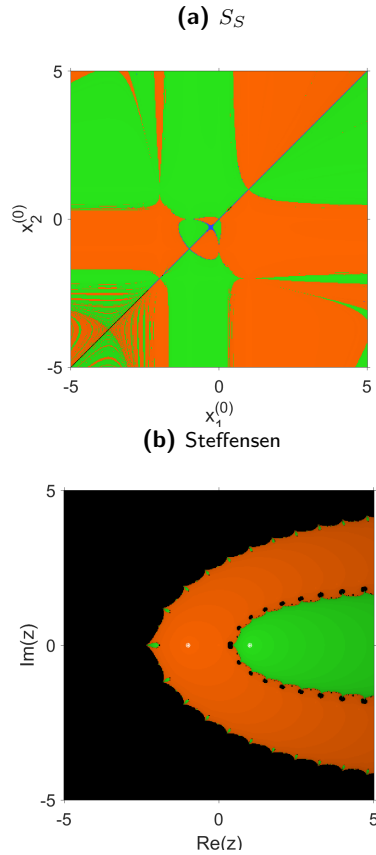 (a) S_S
5
0
-5
x_2^{(0)}
-5 0 5
x_1^{(0)}
(b) Steffensen
5
0
-5
Im(z)
-5 0 5
Re(z)